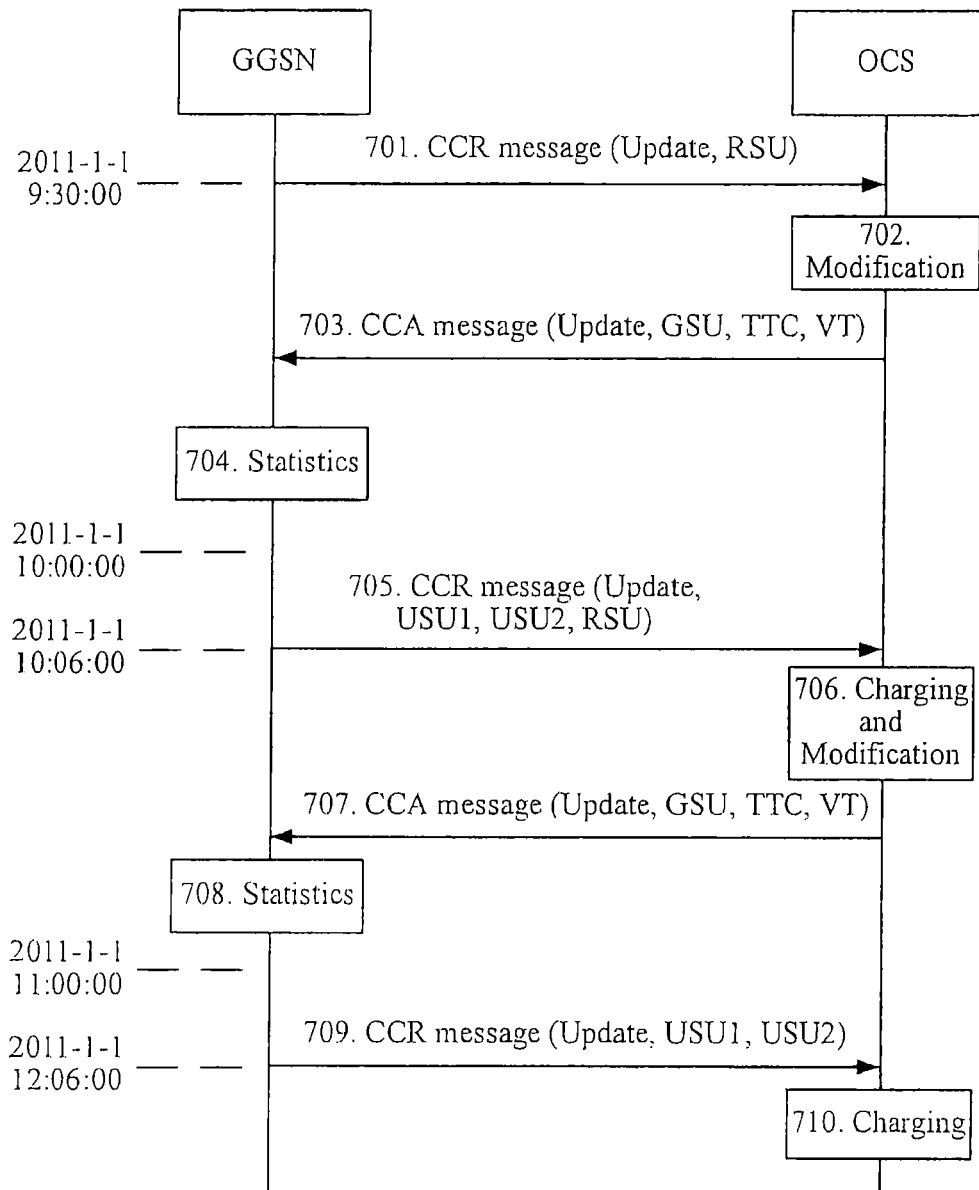 GGSN
OCS
701. CCR message (Update, RSU)
2011-1-1
9:30:00
702.
Modification
703. CCA message (Update, GSU, TTC, VT)
704. Statistics
2011-1-1
10:00:00
705. CCR message (Update,
USU1, USU2, RSU)
2011-1-1
10:06:00
706. Charging
and
Modification
707. CCA message (Update, GSU, TTC, VT)
708. Statistics
2011-1-1
11:00:00
709. CCR message (Update, USU1, USU2)
2011-1-1
12:06:00
710. Charging